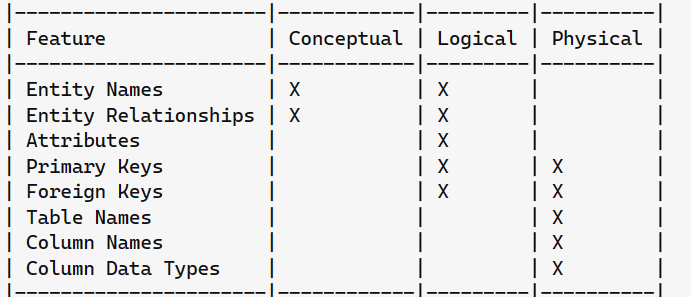 |----------------------|------------|---------|----------|
| Feature              | Conceptual | Logical | Physical |
|----------------------|------------|---------|----------|
| Entity Names         | X          | X       |          |
| Entity Relationships | X          | X       |          |
| Attributes           |            | X       |          |
| Primary Keys         |            | X       | X        |
| Foreign Keys         |            | X       | X        |
| Table Names          |            |         | X        |
| Column Names         |            |         | X        |
| Column Data Types    |            |         | X        |
|----------------------|------------|---------|----------|